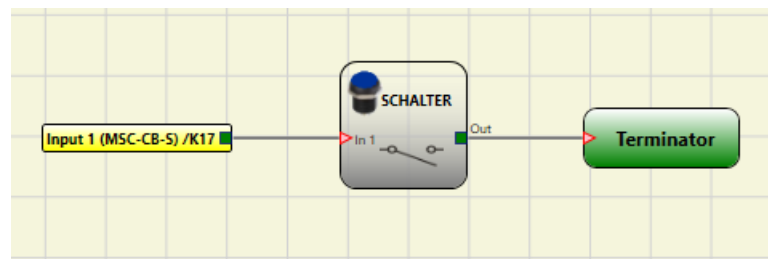 Input 1 (MSC-CB-S) /K17
SCHALTER
In 1
Out
Terminator